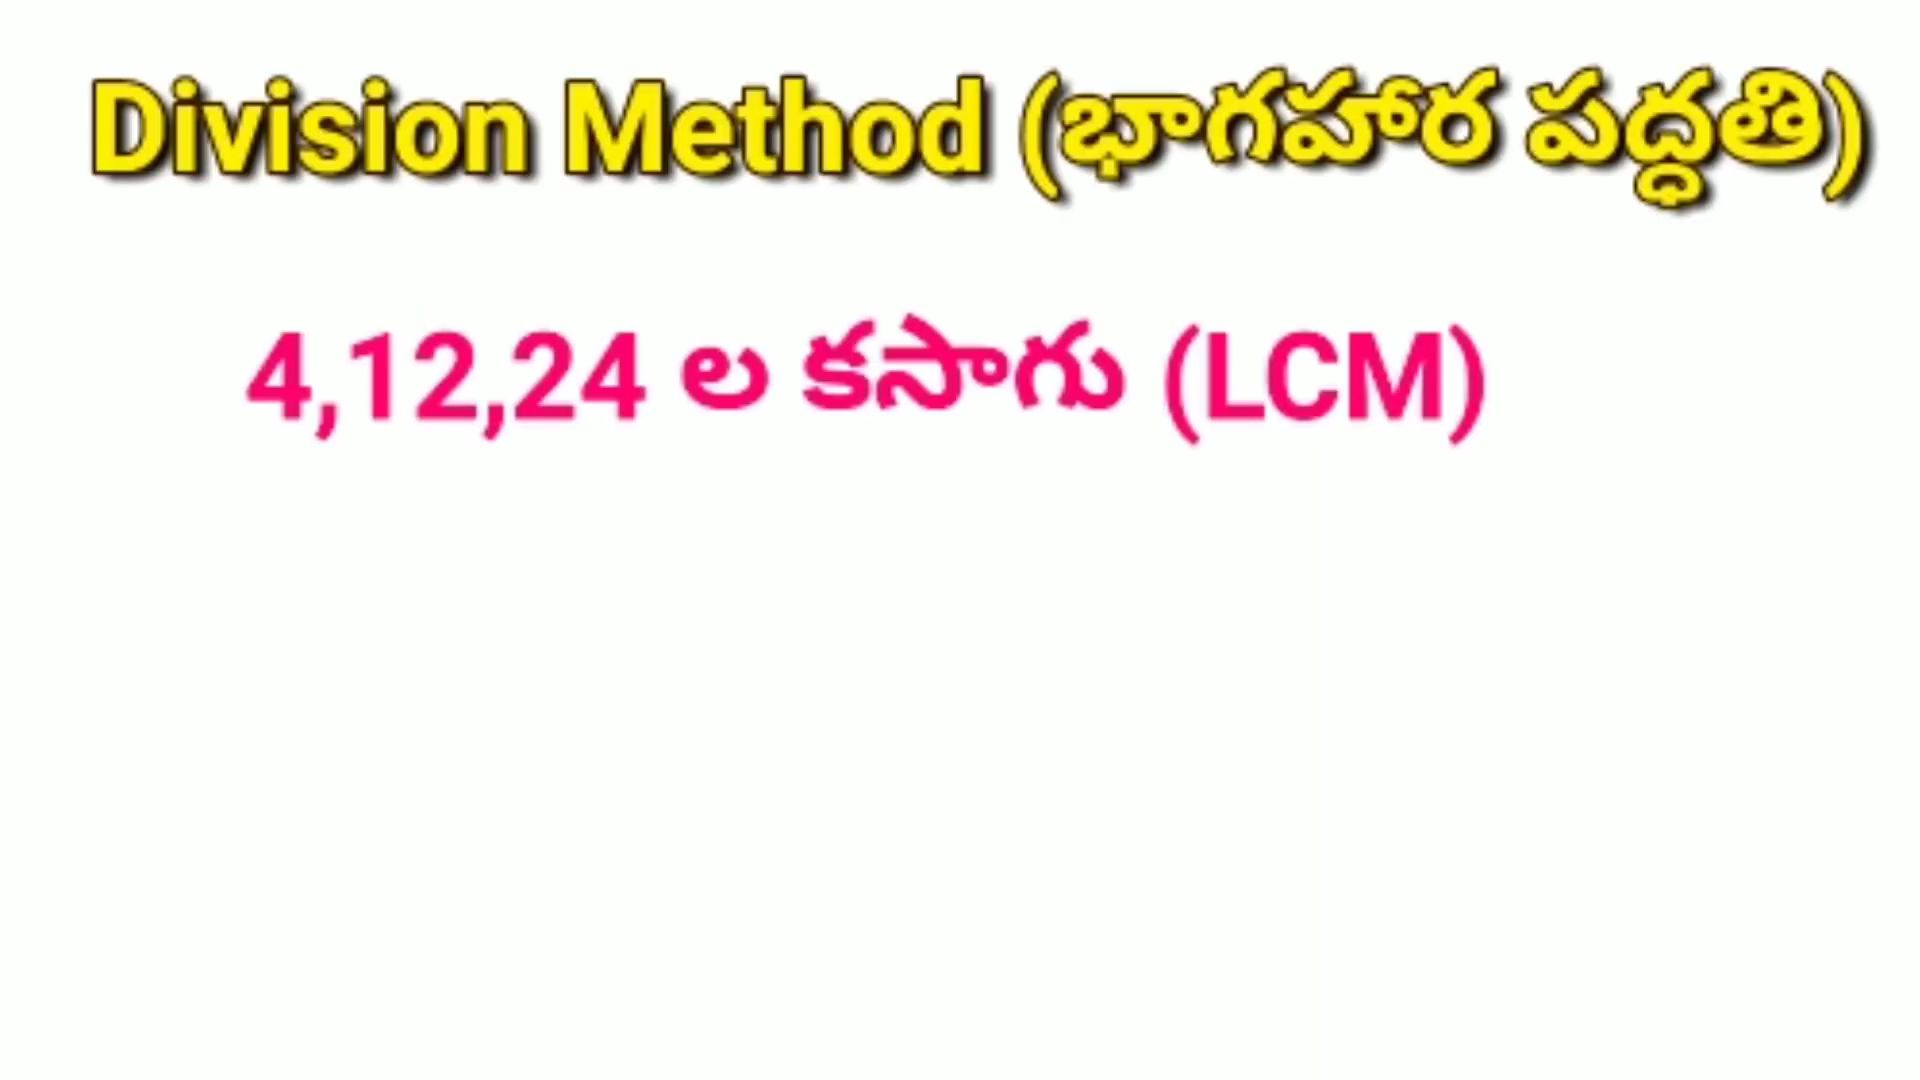 Division Method (భాగహార పద్ధతి)
4,12,24 ల కసాగు (LCM)